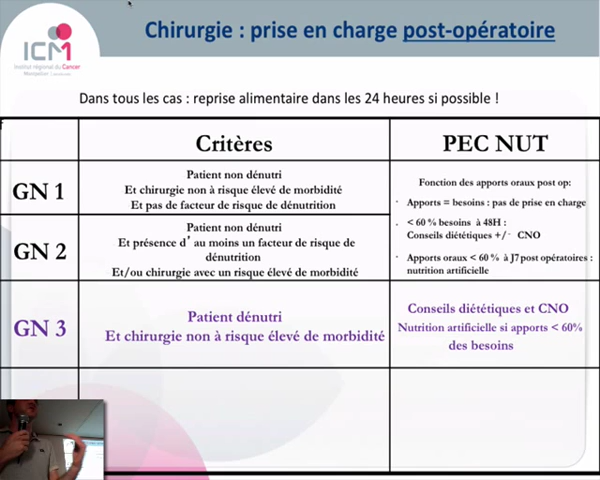 Chirurgie : prise en charge post-opératoire
ICM
Institut régional du Cancer
Montpellier
Dans tous les cas : reprise alimentaire dans les 24 heures si possible !
Critères
PEC NUT
GN 1
Patient non dénutri
Et chirurgie non à risque élevé de morbidité
Et pas de facteur de risque de dénutrition
GN 2
Patient non dénutri
Et présence d' au moins un facteur de risque de
dénutrition
Et/ou chirurgie avec un risque élevé de morbidité
Fonction des apports oraux post op:
· Apports = besoins : pas de prise en charge
· < 60 % besoins à 48H :
Conseils diététiques +/- CNO
· Apports oraux < 60 % à J7 post opératoires :
nutrition artificielle
GN 3
Patient dénutri
Et chirurgie non à risque élevé de morbidité
Conseils diététiques et CNO
Nutrition artificielle si apports < 60%
des besoins